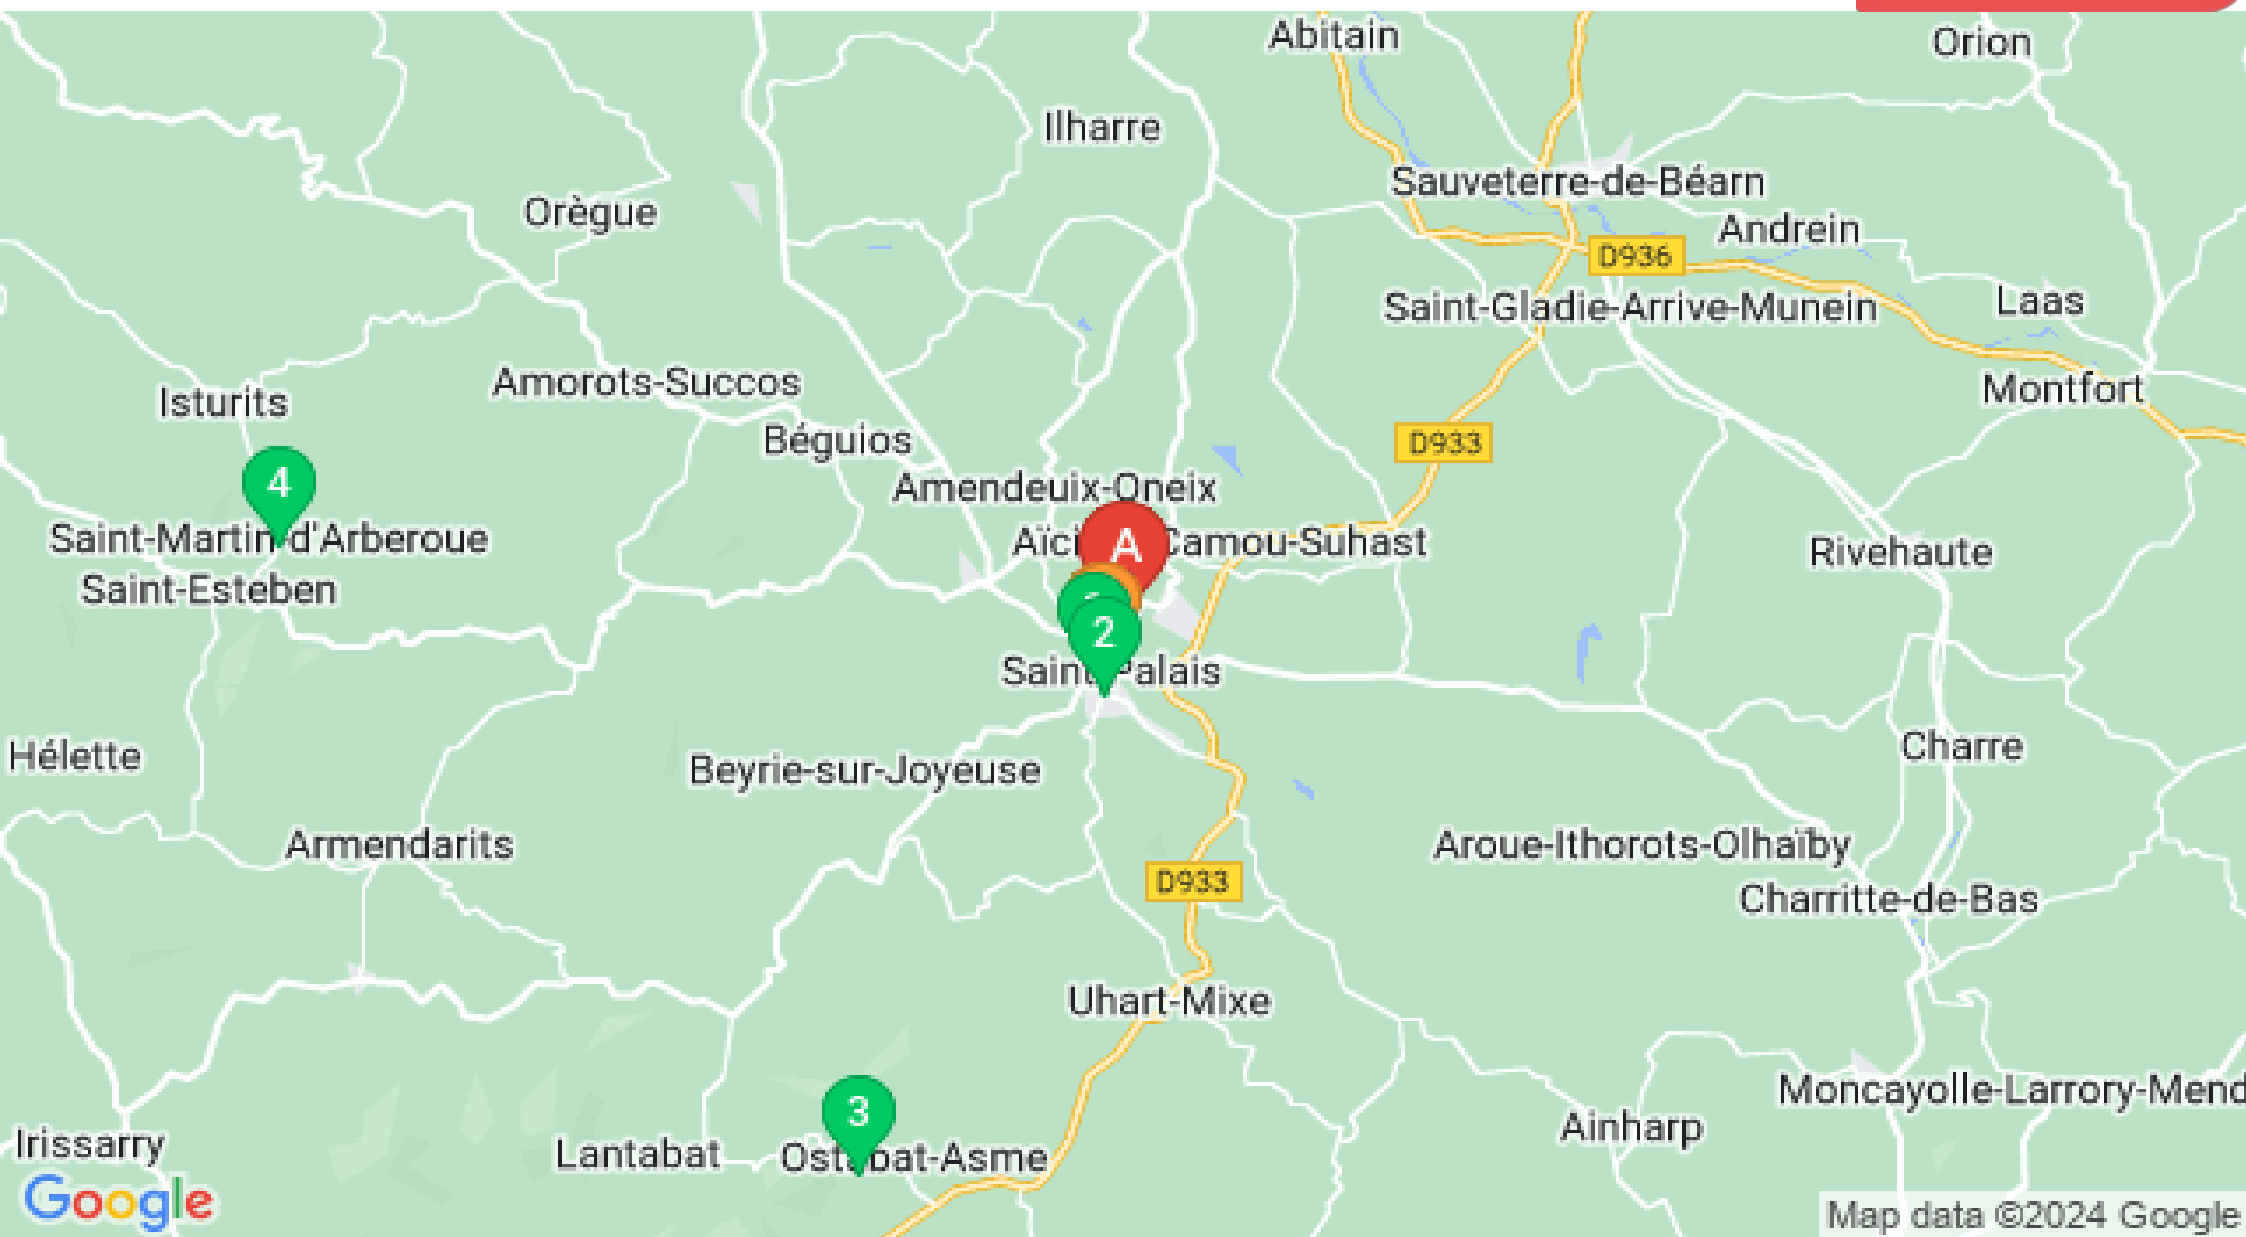 Abitain
Orion
Ilharre
Sauveterre-de-Béarn
Orègue
Andrein
D936
Laas
Saint-Gladie-Arrive-Munein
Amorots-Succos
Montfort
Isturits
Béguios
D933
4
Amendeuix-Oneix
Saint-Martin-d'Arberoue
A
Camou-Suhast
Rivehaute
Saint-Esteben
2
Saint-Palais
Hélette
Charre
Beyrie-sur-Joyeuse
Armendarits
Aroue-Ithorots-Olhaïby
D933
Charritte-de-Bas
Uhart-Mixe
Moncayolle-Larrory-Mend
3
Ainharp
Irissarry
Lantabat
Ostabat-Asme
Google
Map data ©2024 Google